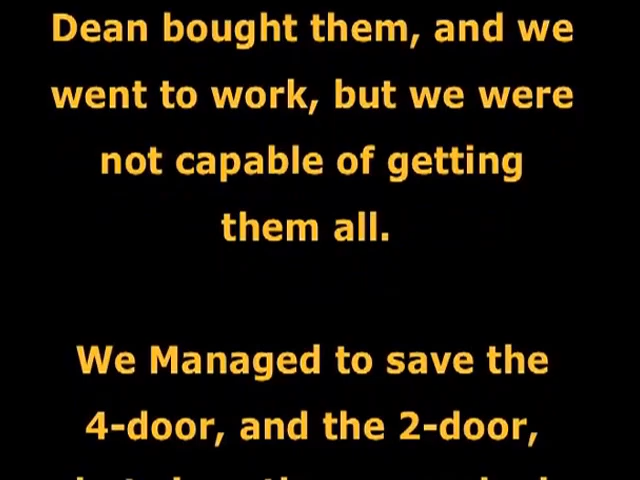 Dean bought them, and we
went to work, but we were
not capable of getting
them all.
We Managed to save the
4-door, and the 2-door,